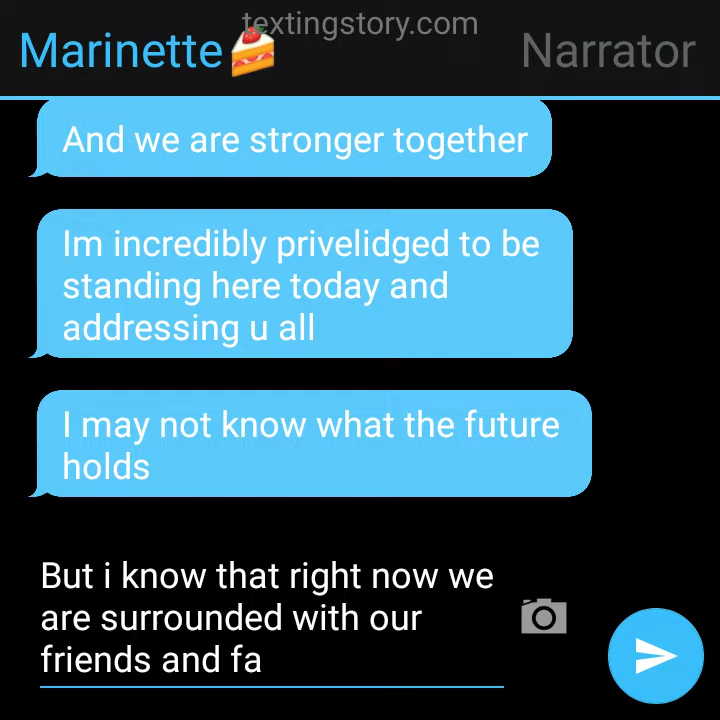 textingstory.com
Marinette🍰 Narrator
And we are stronger together
Im incredibly privelidged to be
standing here today and
addressing u all
I may not know what the future
holds
But i know that right now we
are surrounded with our
friends and fa